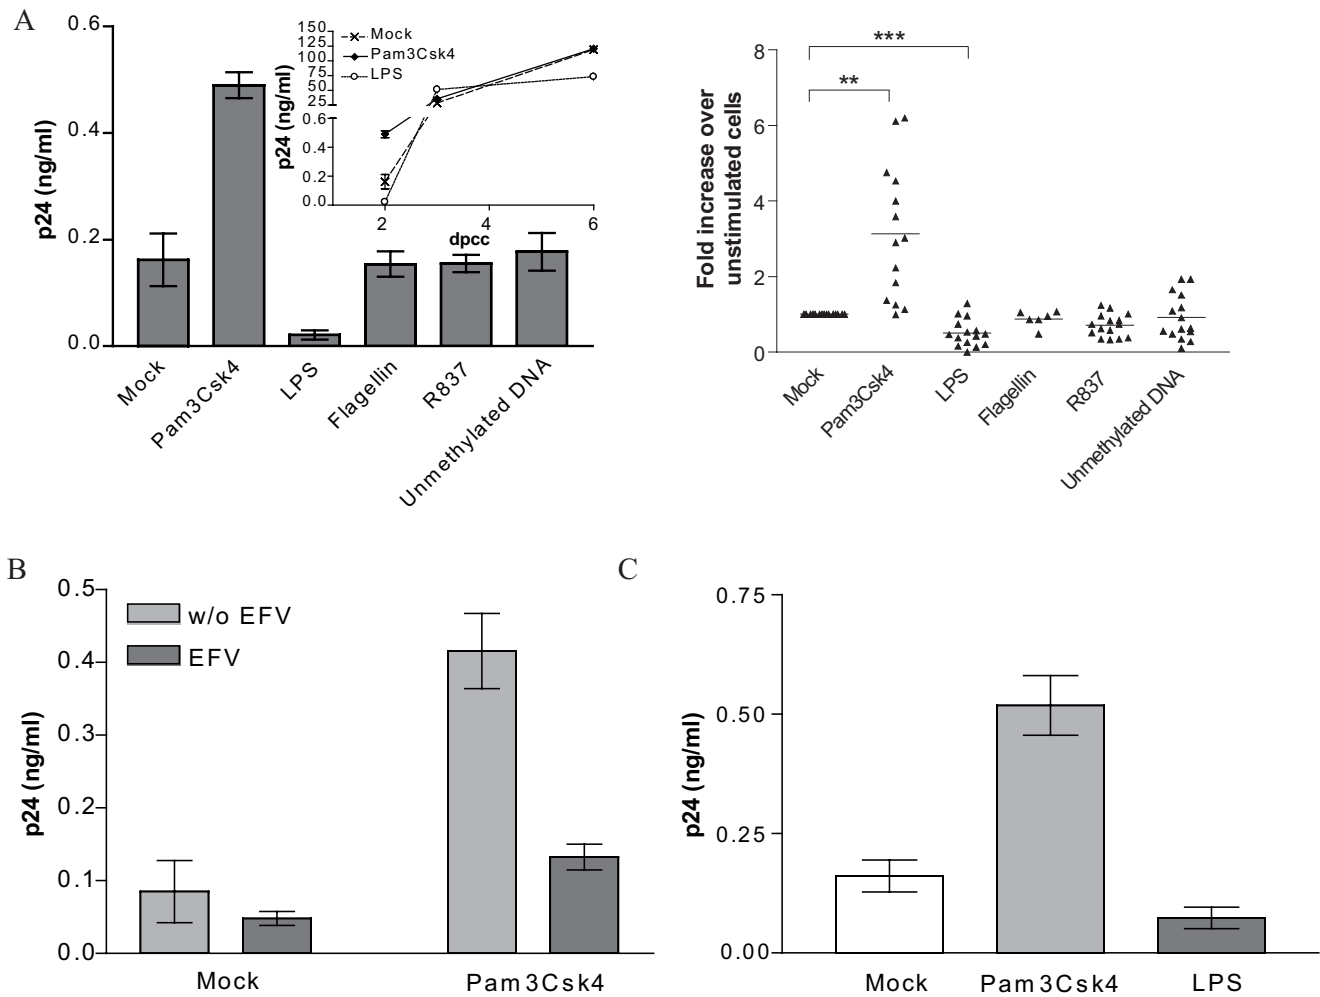 A
p24 (ng/ml)
0.6
0.4
0.2
0.0
Mock
Pam3Csk4
LPS
Flagellin
R837
Unmethylated DNA
p24 (ng/ml)
150
125
100
75
50
25
0.6
0.4
0.2
0.0
Mock
Pam3Csk4
LPS
2
4
6
dpcc
Fold increase over
unstimulated cells
8
6
4
2
0
***
**
Mock
Pam3Csk4
LPS
Flagellin
R837
Unmethylated DNA
B
p24 (ng/ml)
0.5
0.4
0.3
0.2
0.1
0.0
w/o EFV
EFV
Mock
Pam3Csk4
C
p24 (ng/ml)
0.75
0.50
0.25
0.00
Mock
Pam3Csk4
LPS